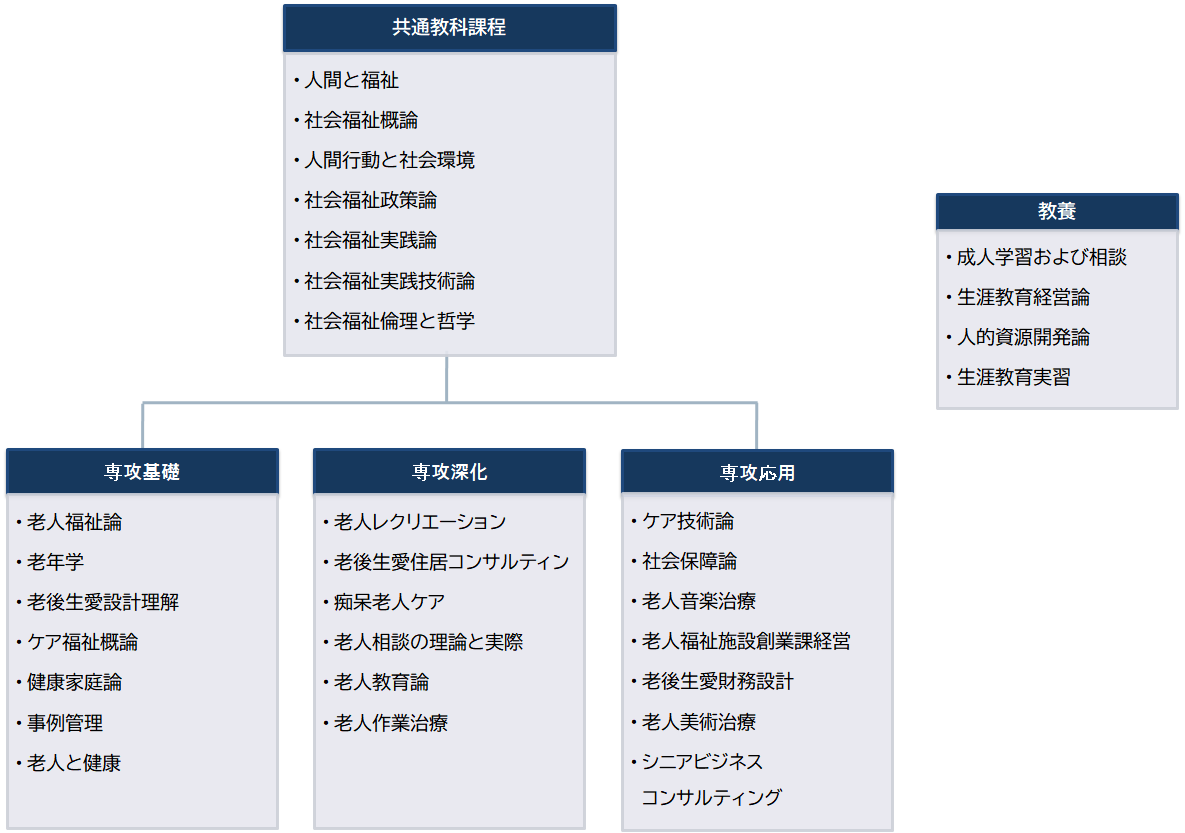 共通教科課程
・人間と福祉
・社会福祉概論
・人間行動と社会環境
・社会福祉政策論
・社会福祉実践論
・社会福祉実践技術論
・社会福祉倫理と哲学
教養
・成人学習および相談
・生涯教育経営論
・人的資源開発論
・生涯教育実習
専攻基礎
・老人福祉論
・老年学
・老後生愛設計理解
・ケア福祉概論
・健康家庭論
・事例管理
・老人と健康
専攻深化
・老人レクリエーション
・老後生愛住居コンサルティン
・痴呆老人ケア
・老人相談の理論と実際
・老人教育論
・老人作業治療
専攻応用
・ケア技術論
・社会保障論
・老人音楽治療
・老人福祉施設創業課経営
・老後生愛財務設計
・老人美術治療
・シニアビジネス
コンサルティング